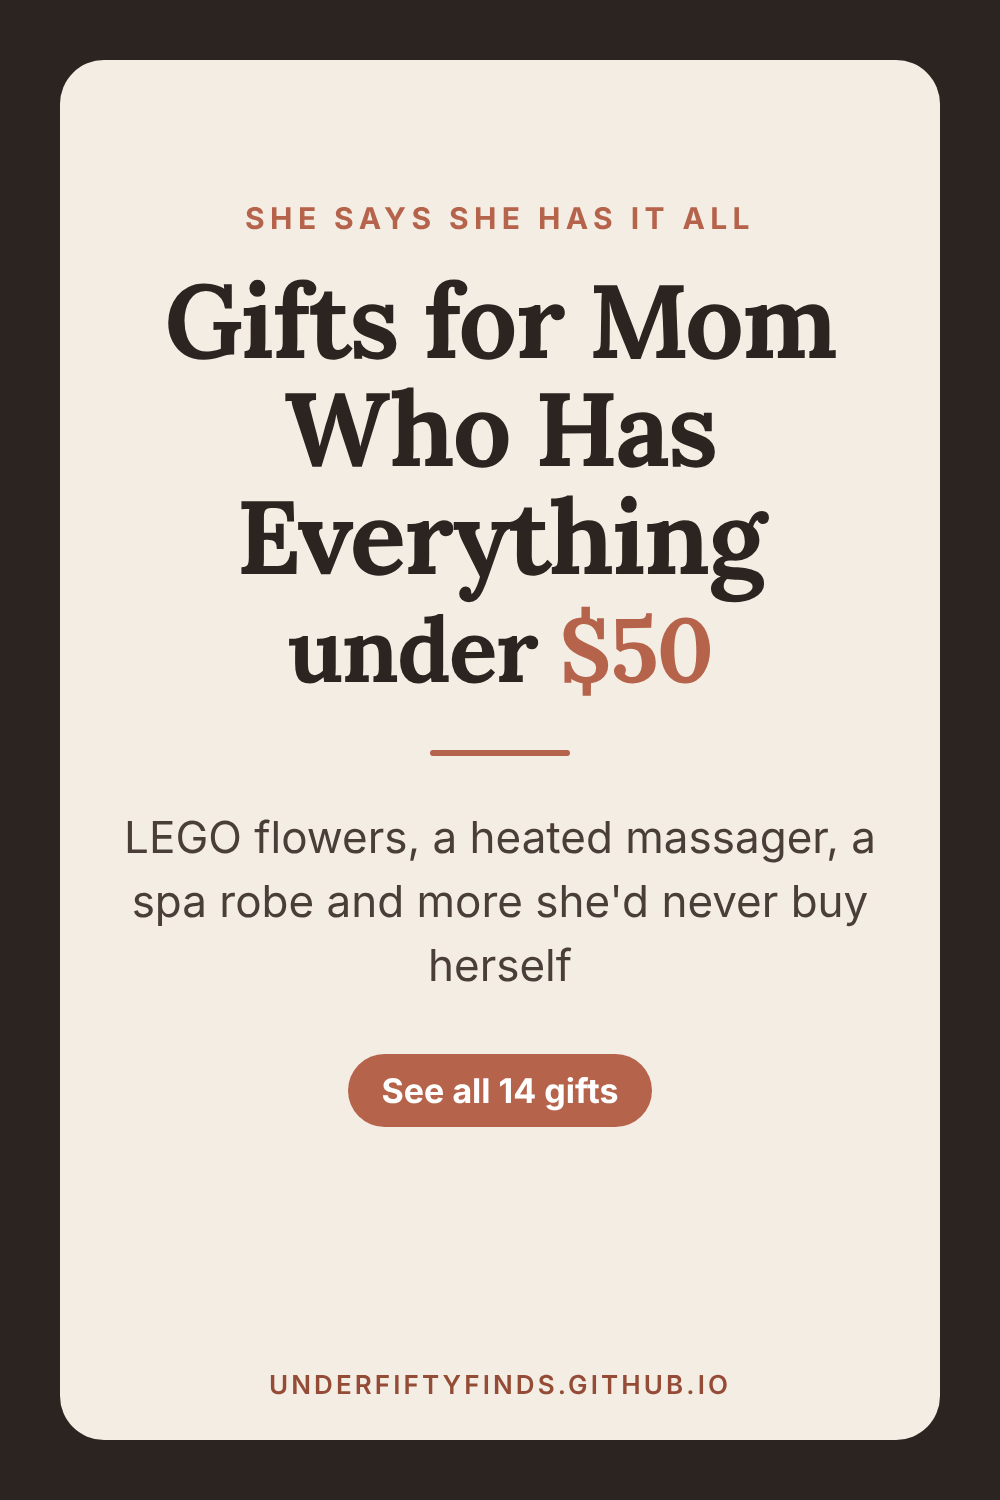 SHE SAYS SHE HAS IT ALL
Gifts for Mom
Who Has
Everything
under $50
LEGO flowers, a heated massager, a
spa robe and more she'd never buy
herself
See all 14 gifts
UNDERFIFTYFINDS.GITHUB.IO